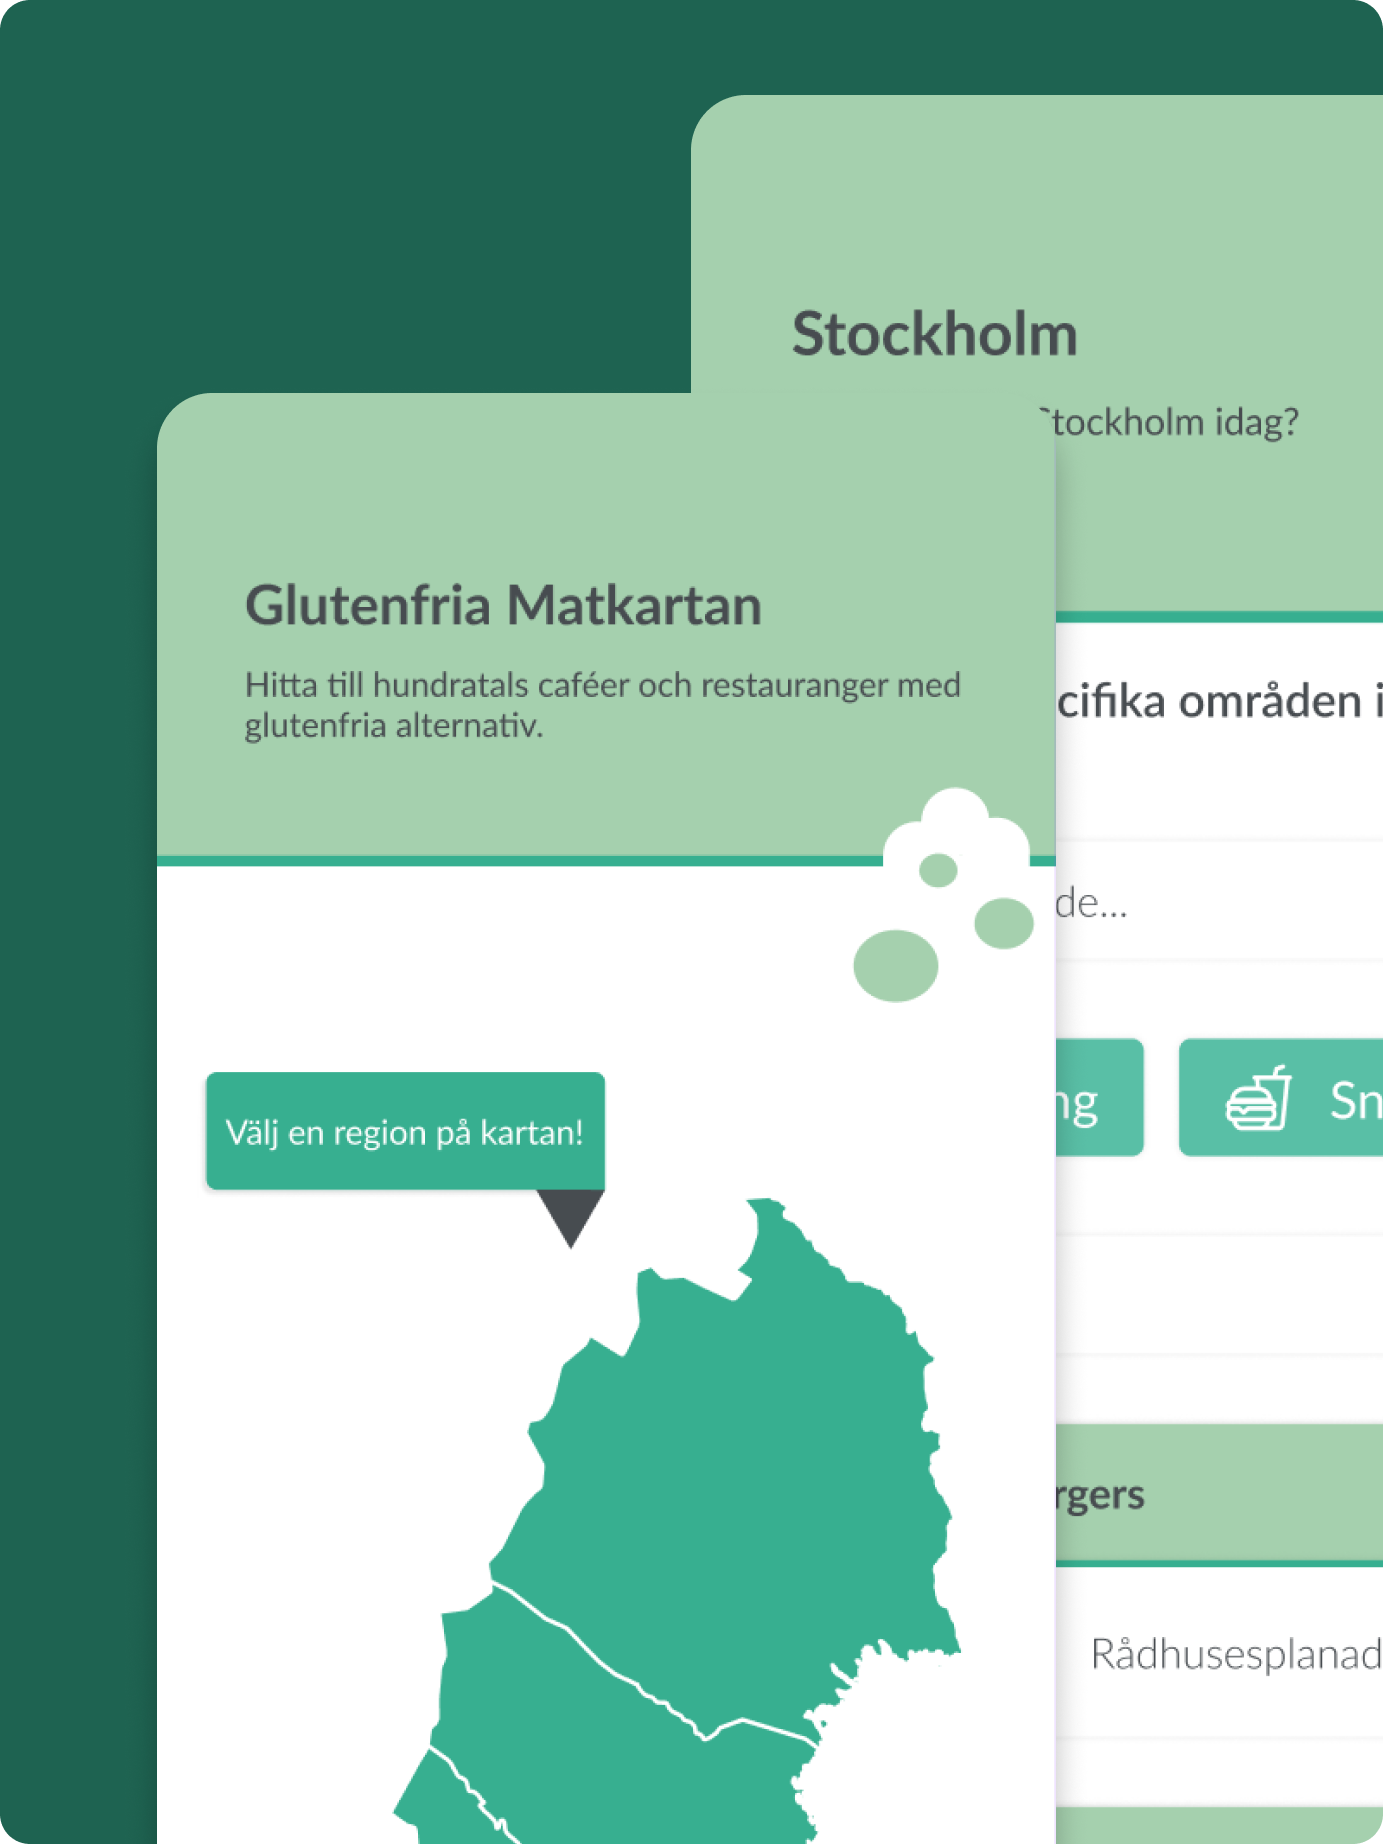 Stockholm
Stockholm idag?
Glutenfria Matkartan
Hitta till hundratals caféer och restauranger med
glutenfria alternativ.
cifika områden i
de...
Välj en region på kartan!
ng
Sn
rgers
Rådhusesplanad